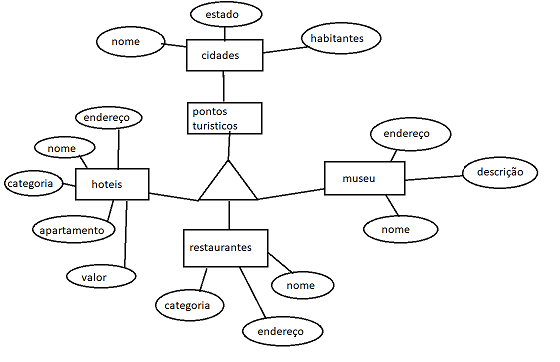 estado
nome
habitantes
cidades
pontos
turisticos
endereço
endereço
nome
descrição
categoria
hoteis
museu
apartamento
nome
restaurantes
valor
nome
categoria
endereço